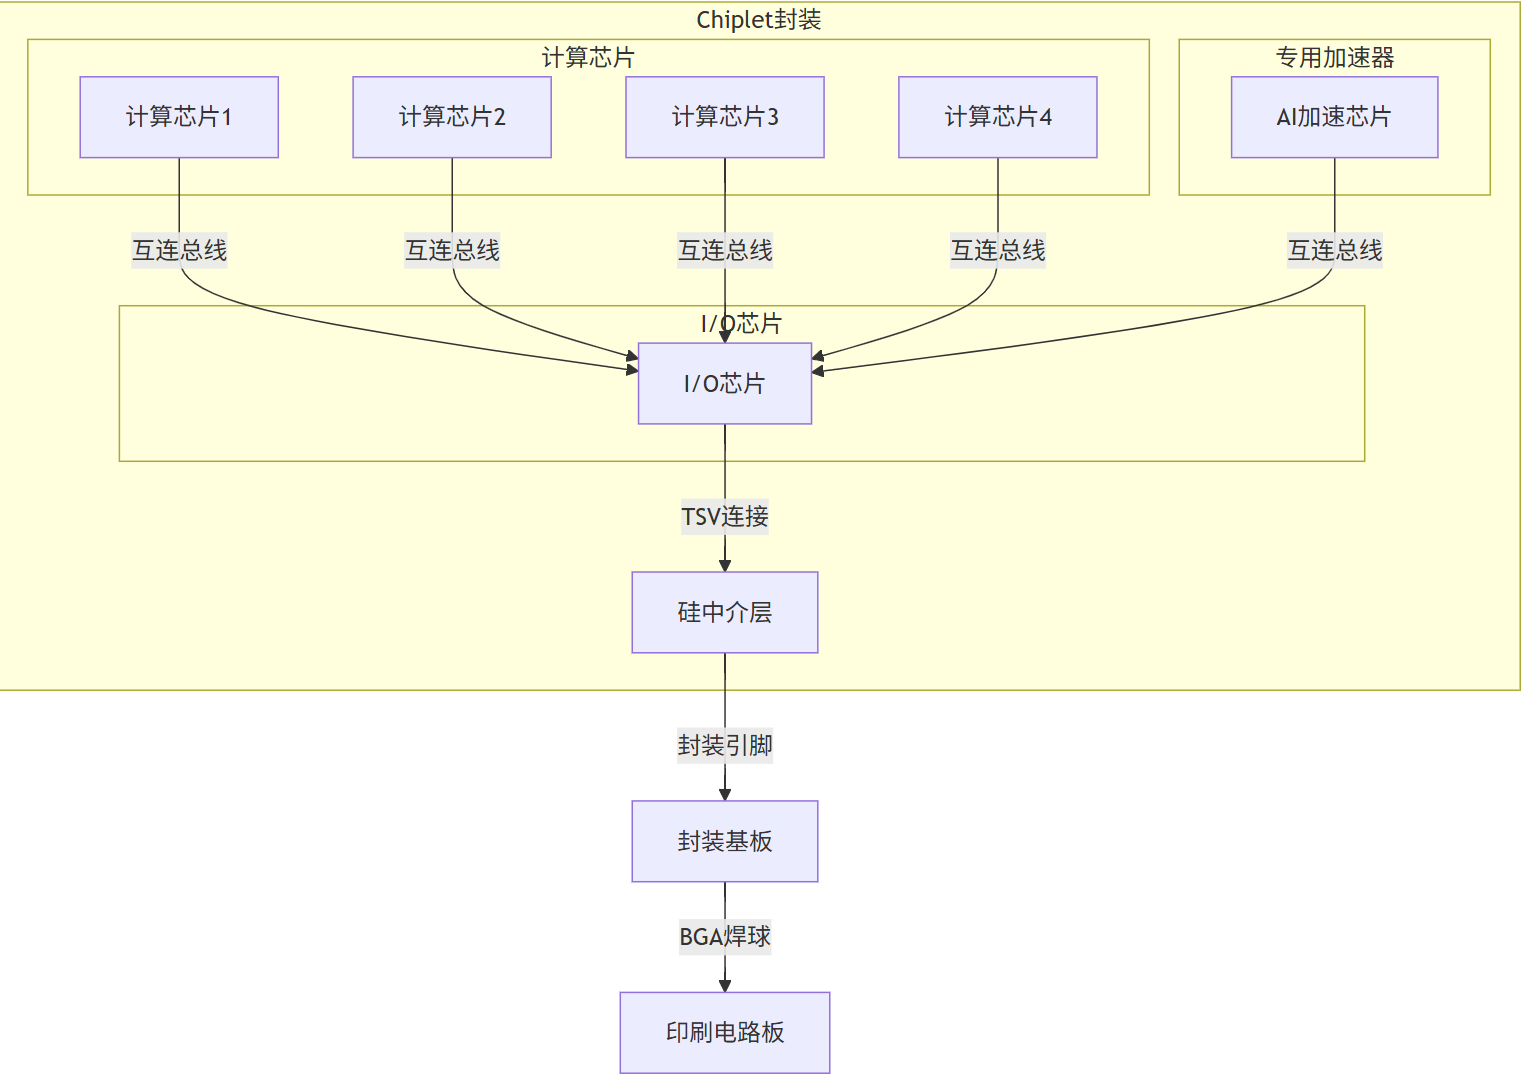 Chiplet封装
计算芯片
专用加速器
计算芯片1
计算芯片2
计算芯片3
计算芯片4
AI加速芯片
互连总线
互连总线
互连总线
互连总线
互连总线
I/O芯片
I/O芯片
TSV连接
硅中介层
封装引脚
封装基板
BGA焊球
印刷电路板